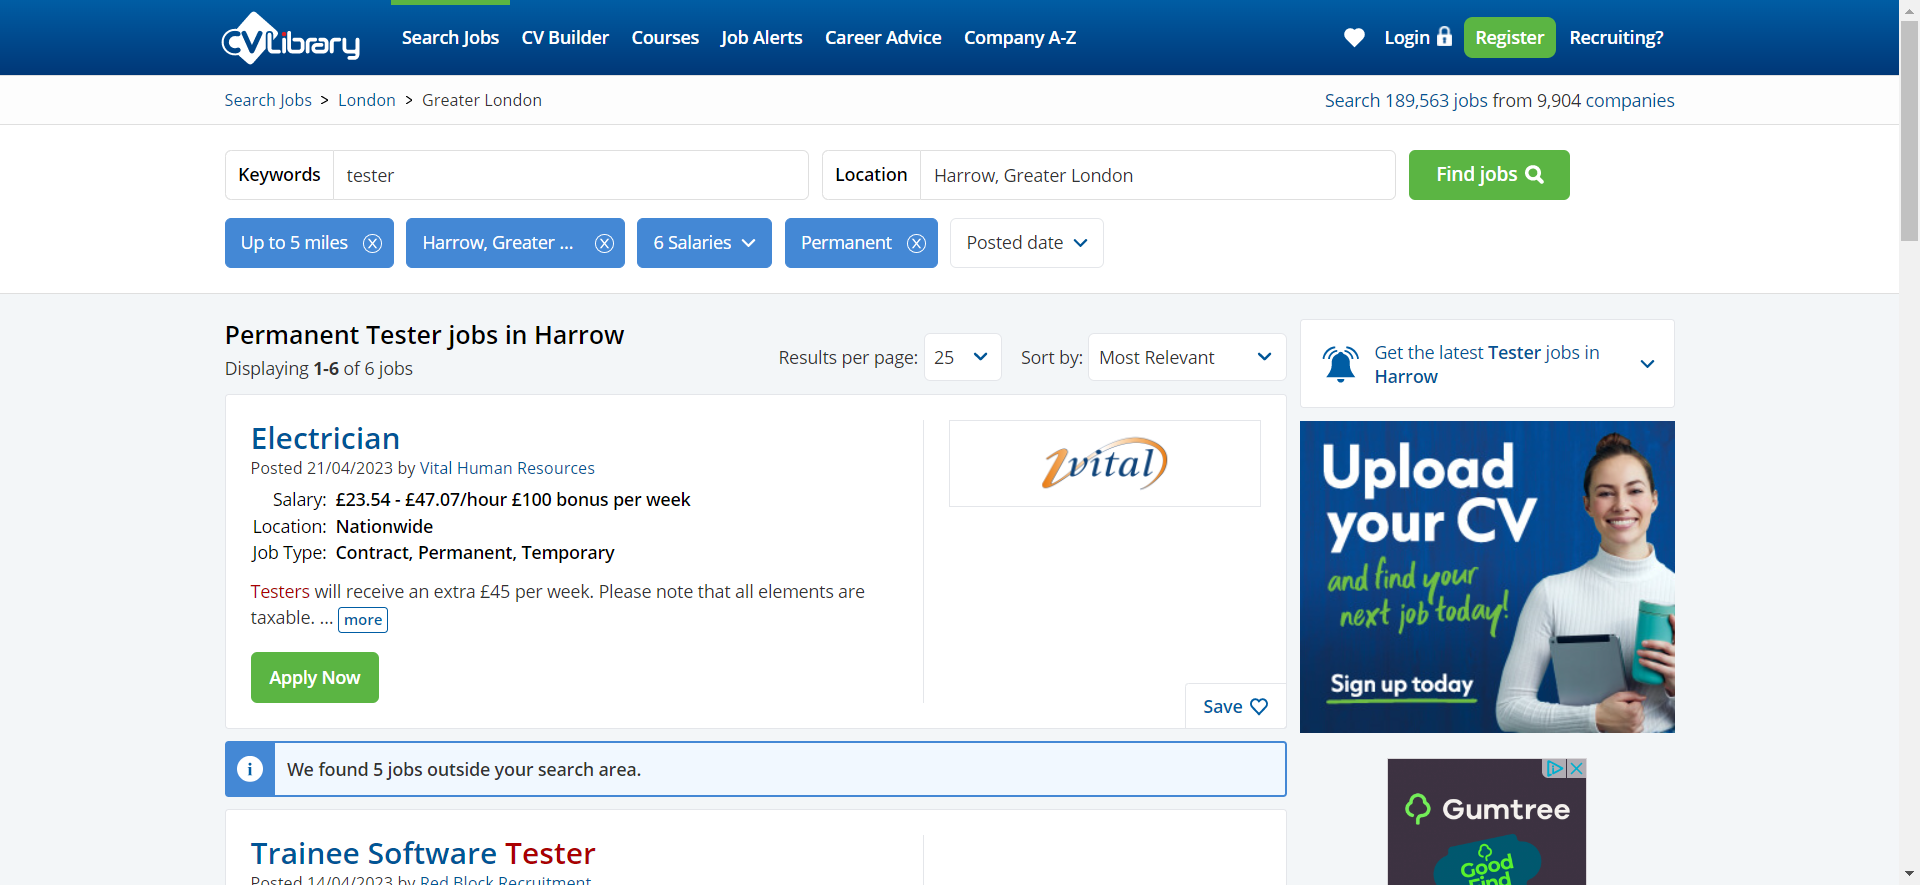 CVLibrary
Search Jobs CV Builder Courses Job Alerts Career Advice Company A-Z
Login Register Recruiting?
Search Jobs > London > Greater London
Search 189,563 jobs from 9,904 companies
Keywords tester
Location Harrow, Greater London
Find jobs
Up to 5 miles Harrow, Greater ... 6 Salaries Permanent Posted date
Permanent Tester jobs in Harrow
Displaying 1-6 of 6 jobs
Results per page: 25 Sort by: Most Relevant
Electrician
Posted 21/04/2023 by Vital Human Resources
Salary: £23.54 - £47.07/hour £100 bonus per week
Location: Nationwide
Job Type: Contract, Permanent, Temporary
Testers will receive an extra £45 per week. Please note that all elements are
taxable. ... more
Apply Now
vital
Save
We found 5 jobs outside your search area.
Trainee Software Tester
Posted 14/04/2023 by Red Block Recruitment
Get the latest Tester jobs in
Harrow
Upload
your CV
and find your
next job today!
Sign up today
Gumtree
Good
Find